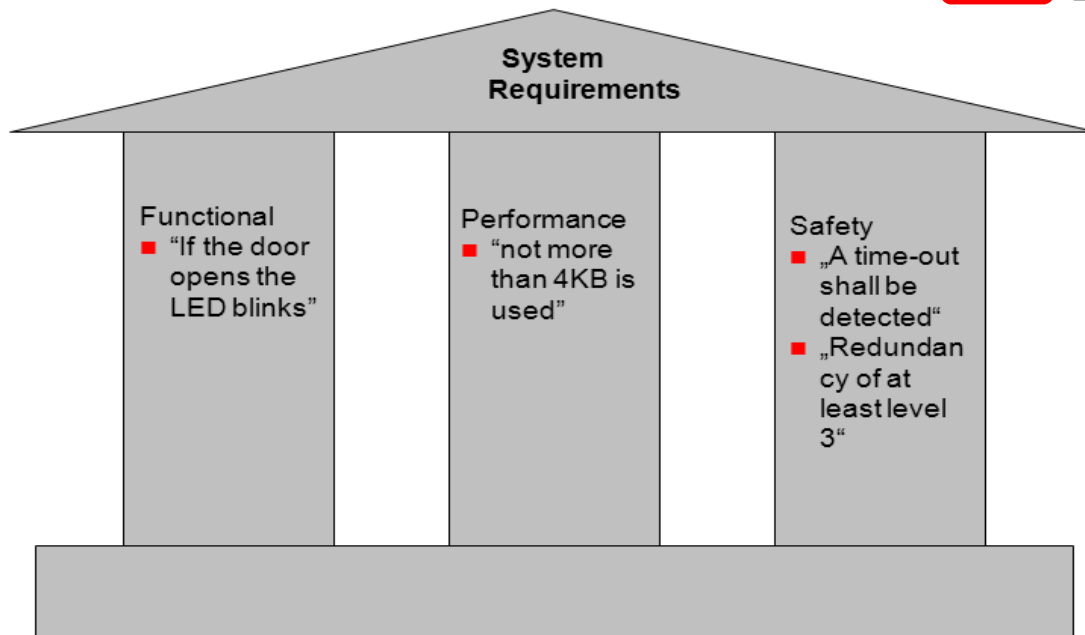 System
Requirements
Functional
“If the door
opens the
LED blinks”
Performance
“not more
than 4KB is
used”
Safety
„A time-out
shall be
detected“
„Redundan
cy of at
least level
3“